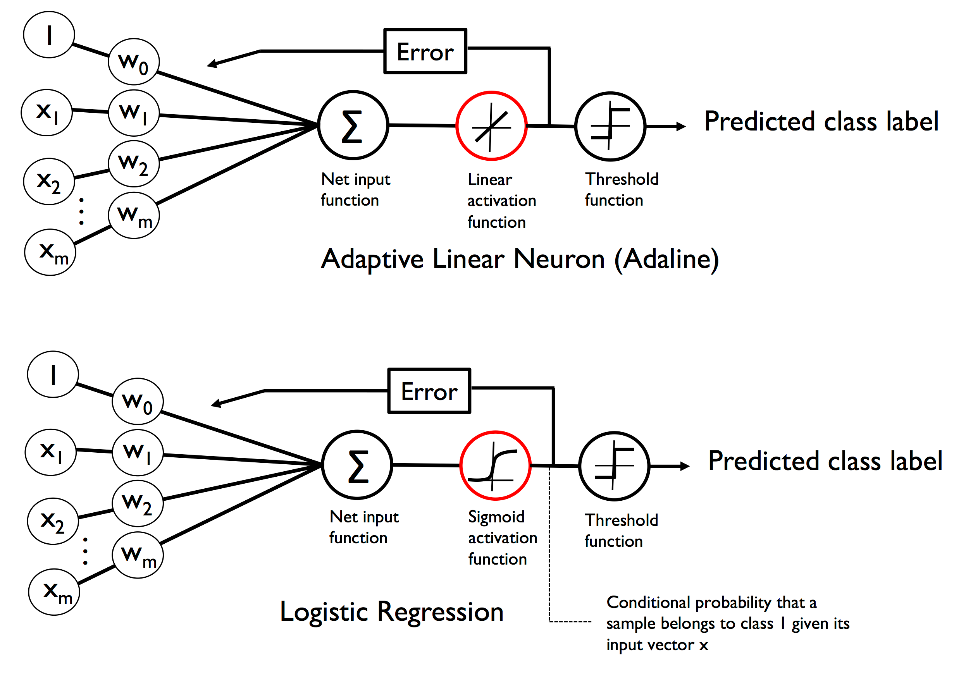 1
w0
Error
x1
w1
Σ
Predicted class label
x2
w2
wm
xm
Net input
function
Linear
activation
function
Threshold
function
Adaptive Linear Neuron (Adaline)
1
w0
Error
x1
w1
Σ
Predicted class label
x2
w2
wm
xm
Net input
function
Sigmoid
activation
function
Threshold
function
Logistic Regression
Conditional probability that a
sample belongs to class 1 given its
input vector x